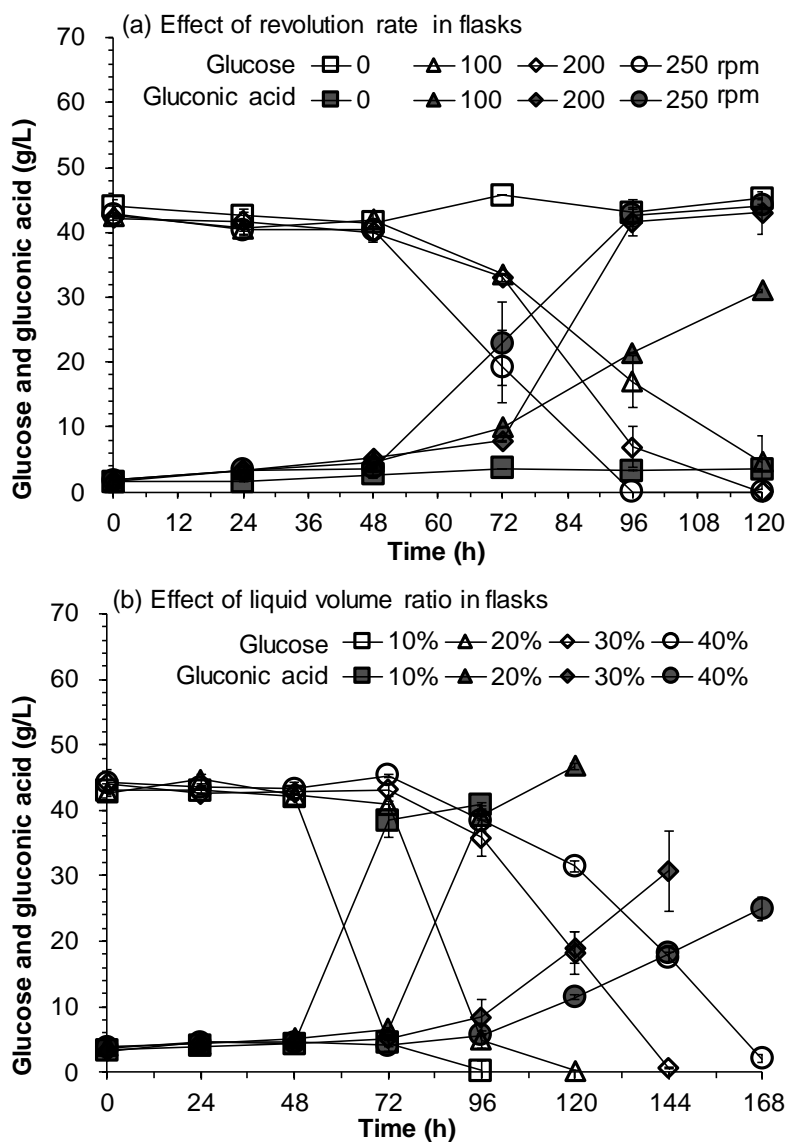 (a) Effect of revolution rate in flasks
Glucose 0 100 200 250 rpm
Gluconic acid 0 100 200 250 rpm
Glucose and gluconic acid (g/L)
70
60
50
40
30
20
10
0
0 12 24 36 48 60 72 84 96 108 120
Time (h)
(b) Effect of liquid volume ratio in flasks
Glucose 10% 20% 30% 40%
Gluconic acid 10% 20% 30% 40%
Glucose and gluconic acid (g/L)
70
60
50
40
30
20
10
0
0 24 48 72 96 120 144 168
Time (h)